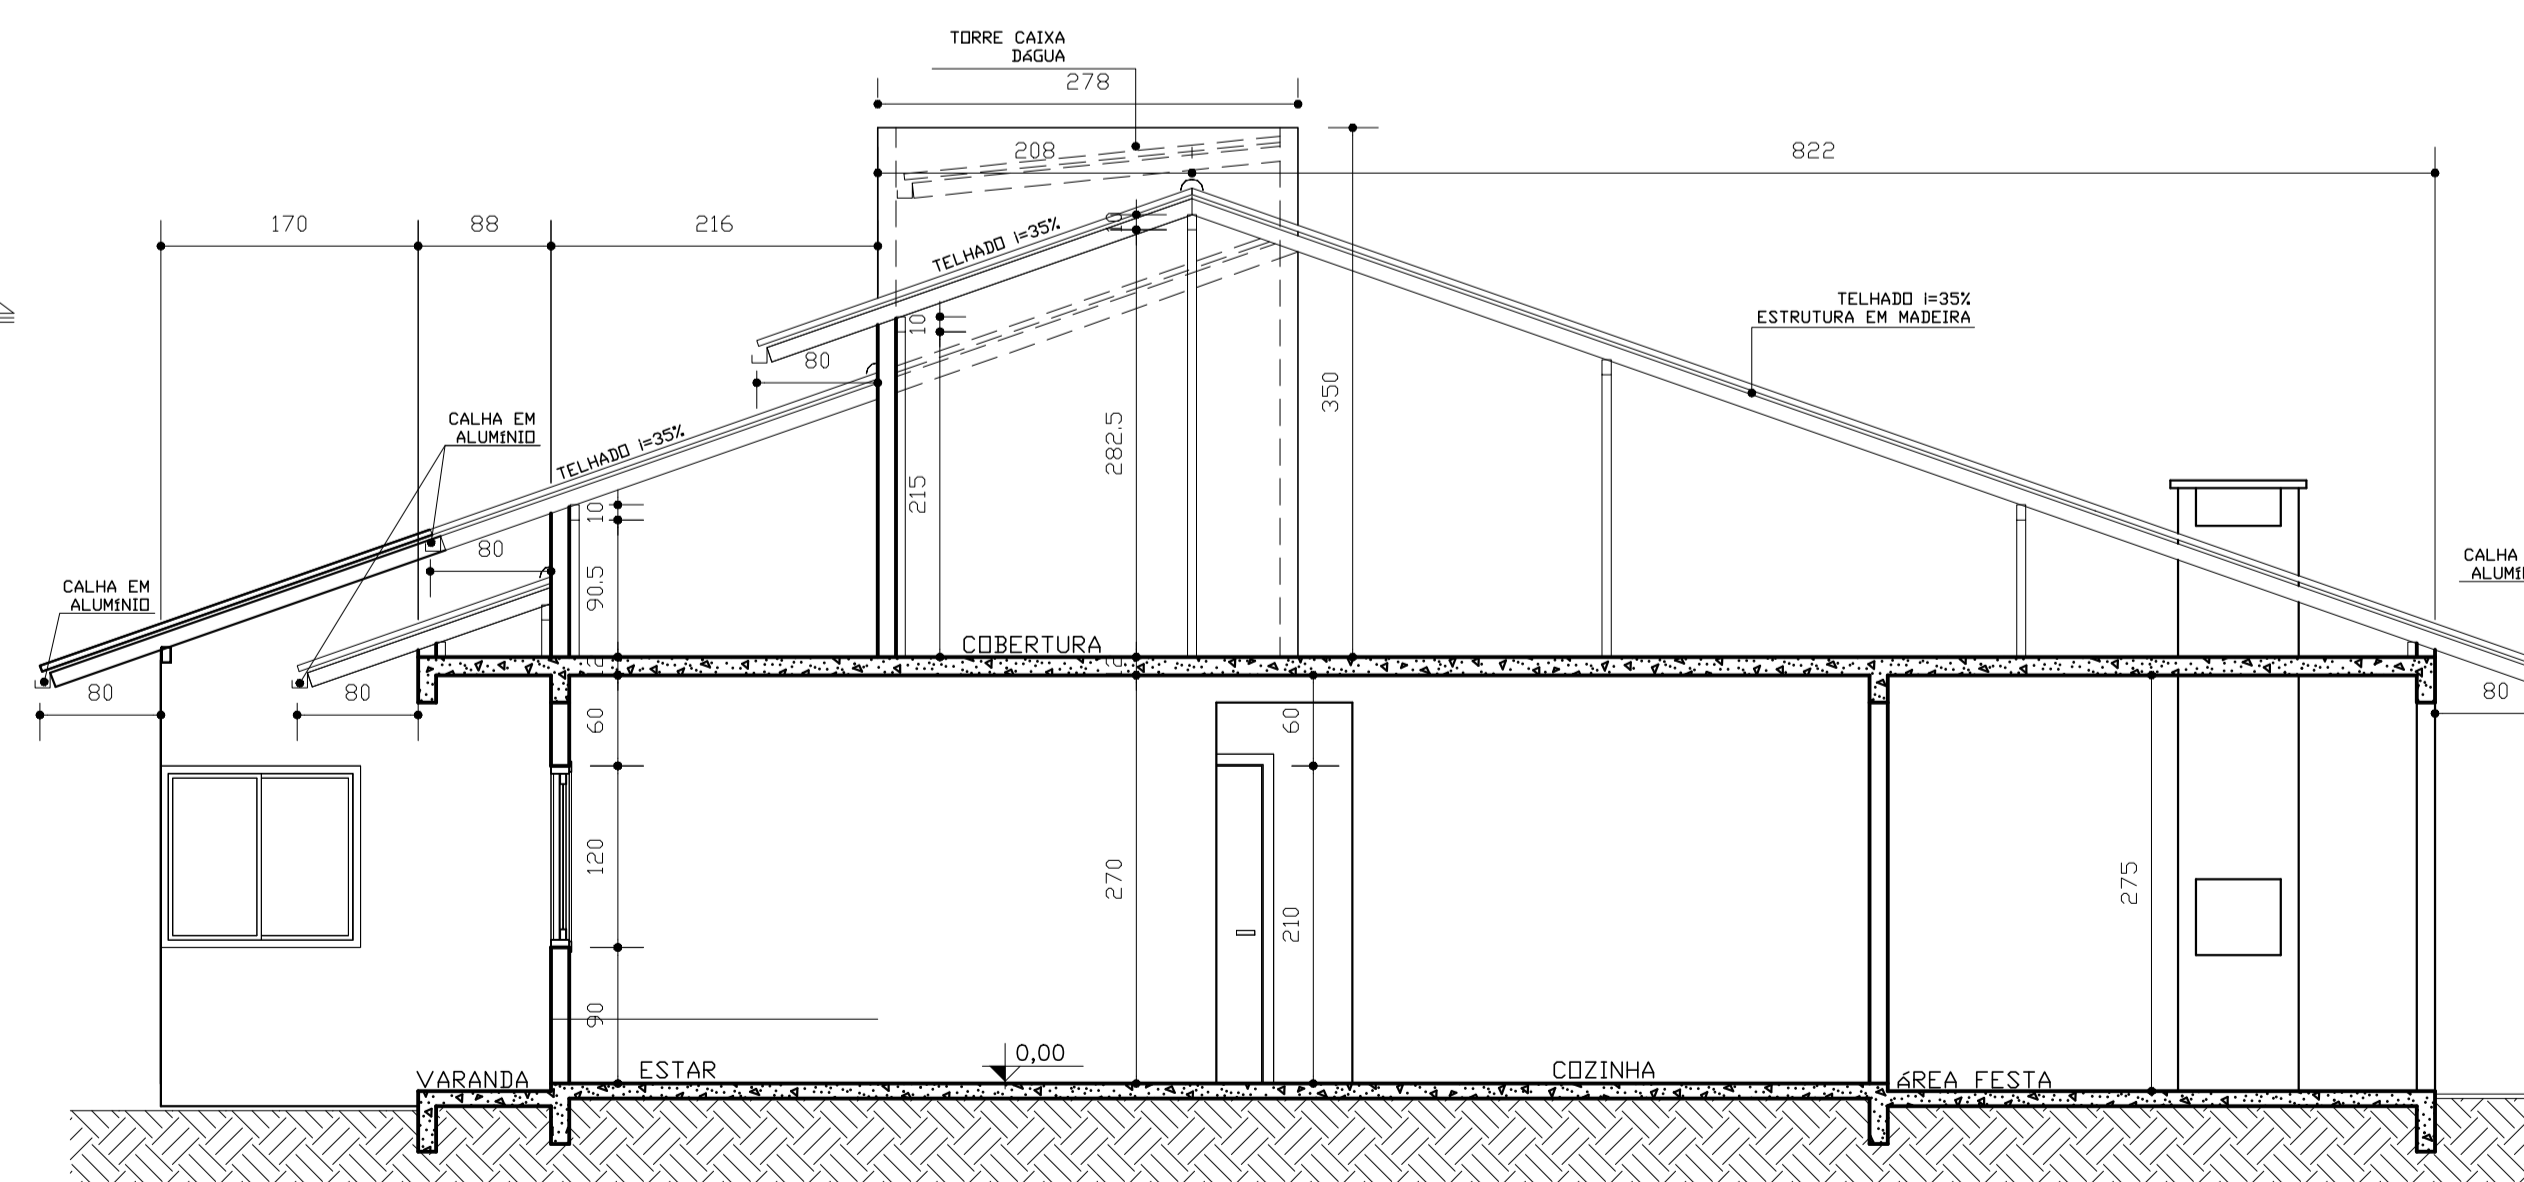 TORRE CAIXA
DÁGUA
278
208
822
170
88
216
TELHADO I=35%
10
10
TELHADO I=35%
ESTRUTURA EM MADEIRA
80
350
CALHA EM
ALUMÍNIO
TELHADO I=35%
282.5
215
10
80
90.5
CALHA EM
ALUMÍNIO
CALHA
COBERTURA
80
80
60
60
80
120
270
210
275
90
0,00
VARANDA
ESTAR
COZINHA
ÁREA FESTA